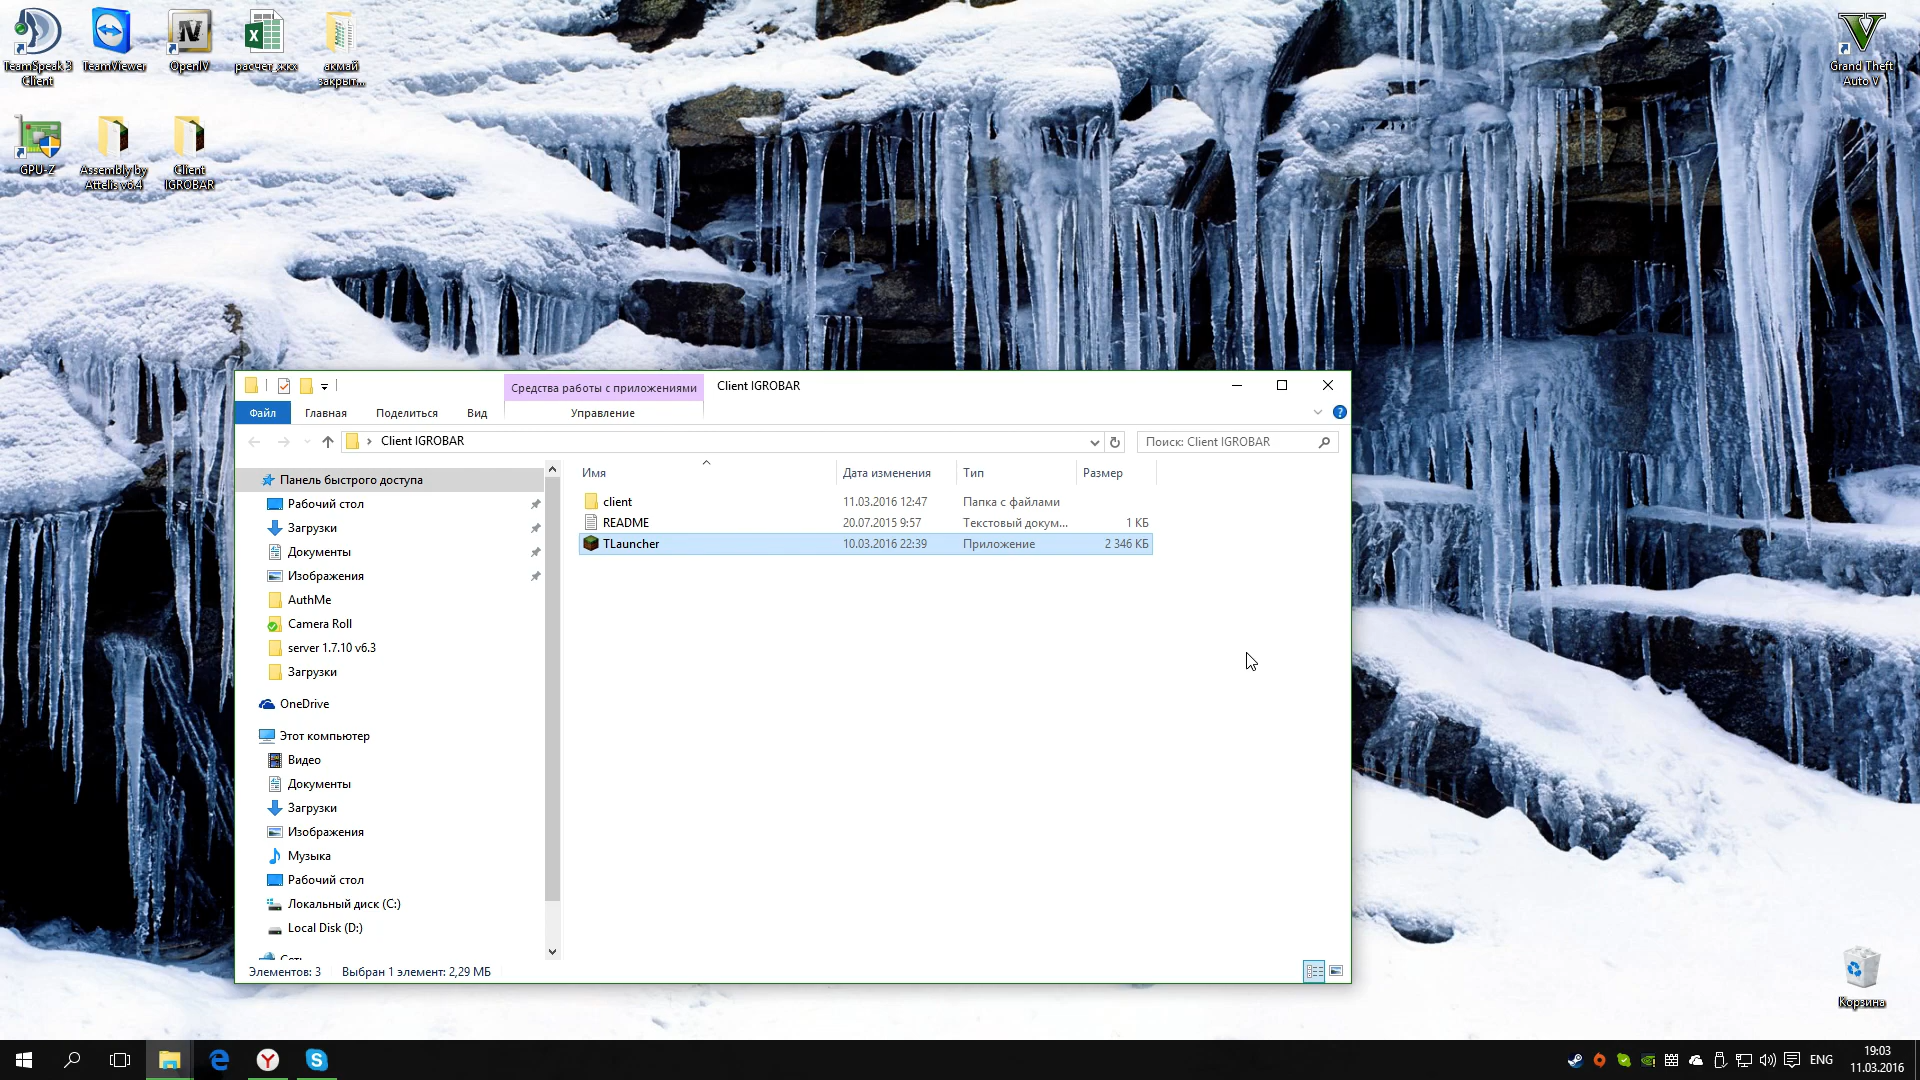 TeamSpeak 3
Client
TeamViewer
OpenIV
расчет_жкх
акмай
закрыт...
Grand Theft
Auto V
GPU-Z
Assembly by
Attelis v6.4
Client
IGROBAR
Средства работы с приложениями
Client IGROBAR
Файл
Главная
Поделиться
Вид
Управление
Client IGROBAR
Поиск: Client IGROBAR
Имя
Дата изменения
Тип
Размер
client
11.03.2016 12:47
Папка с файлами
README
20.07.2015 9:57
Текстовый докум...
1 КБ
TLauncher
10.03.2016 22:39
Приложение
2 346 КБ
Панель быстрого доступа
Рабочий стол
Загрузки
Документы
Изображения
AuthMe
Camera Roll
server 1.7.10 v6.3
Загрузки
OneDrive
Этот компьютер
Видео
Документы
Загрузки
Изображения
Музыка
Рабочий стол
Локальный диск (C:)
Local Disk (D:)
Сеть
Элементов: 3
Выбран 1 элемент: 2,29 МБ
Корзина
ENG
19:03
11.03.2016